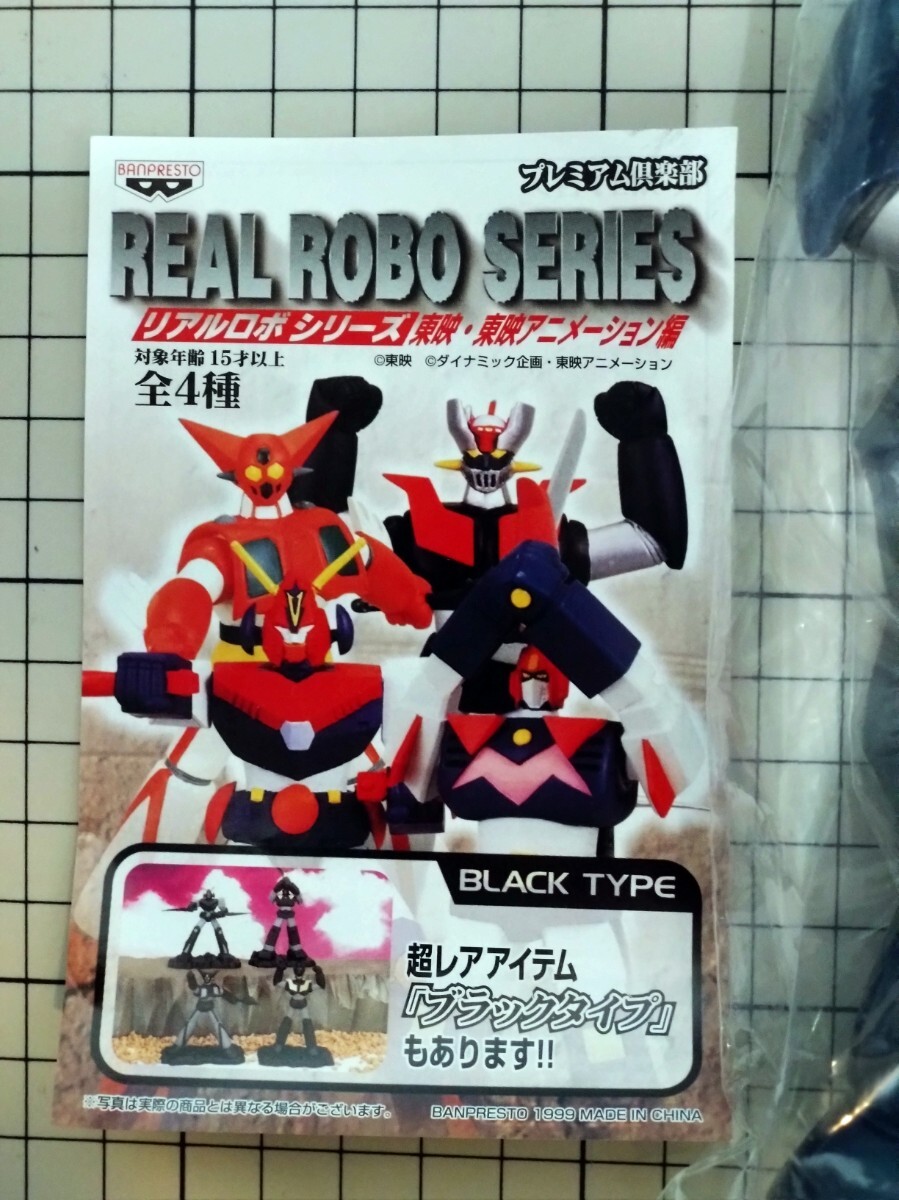 BANPRESTO
プレミアム倶楽部
REAL ROBO SERIES
リアルロボシリーズ 東映・東映アニメーション編
対象年齢 15才以上
©東映 ©ダイナミック企画・東映アニメーション
全4種
BLACK TYPE
超レアアイテム
『ブラックタイプ』
もあります!!
※写真は実際の商品とは異なる場合がございます。
BANPRESTO 1999 MADE IN CHINA